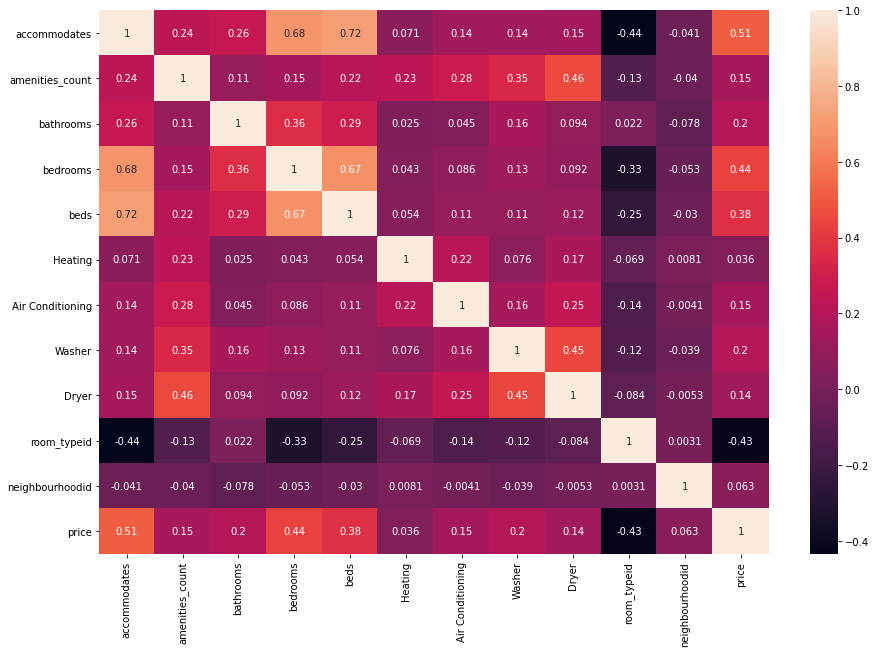 accommodates 1 0.24 0.26 0.68 0.72 0.071 0.14 0.14 0.15 -0.44 -0.041 0.51
amenities_count 0.24 1 0.11 0.15 0.22 0.23 0.28 0.35 0.46 -0.13 -0.04 0.15
bathrooms 0.26 0.11 1 0.36 0.29 0.025 0.045 0.16 0.094 0.022 -0.078 0.2
bedrooms 0.68 0.15 0.36 1 0.67 0.043 0.086 0.13 0.092 -0.33 -0.053 0.44
beds 0.72 0.22 0.29 0.67 1 0.054 0.11 0.11 0.12 -0.25 -0.03 0.38
Heating 0.071 0.23 0.025 0.043 0.054 1 0.22 0.076 0.17 -0.069 0.0081 0.036
Air Conditioning 0.14 0.28 0.045 0.086 0.11 0.22 1 0.16 0.25 -0.14 -0.0041 0.15
Washer 0.14 0.35 0.16 0.13 0.11 0.076 0.16 1 0.45 -0.12 -0.039 0.2
Dryer 0.15 0.46 0.094 0.092 0.12 0.17 0.25 0.45 1 -0.084 -0.0053 0.14
room_typeid -0.44 -0.13 0.022 -0.33 -0.25 -0.069 -0.14 -0.12 -0.084 1 0.0031 -0.43
neighbourhoodid -0.041 -0.04 -0.078 -0.053 -0.03 0.0081 -0.0041 -0.039 -0.0053 0.0031 1 0.063
price 0.51 0.15 0.2 0.44 0.38 0.036 0.15 0.2 0.14 -0.43 0.063 1
accommodates
amenities_count
bathrooms
bedrooms
beds
Heating
Air Conditioning
Washer
Dryer
room_typeid
neighbourhoodid
price
1.0
0.8
0.6
0.4
0.2
0.0
−0.2
−0.4